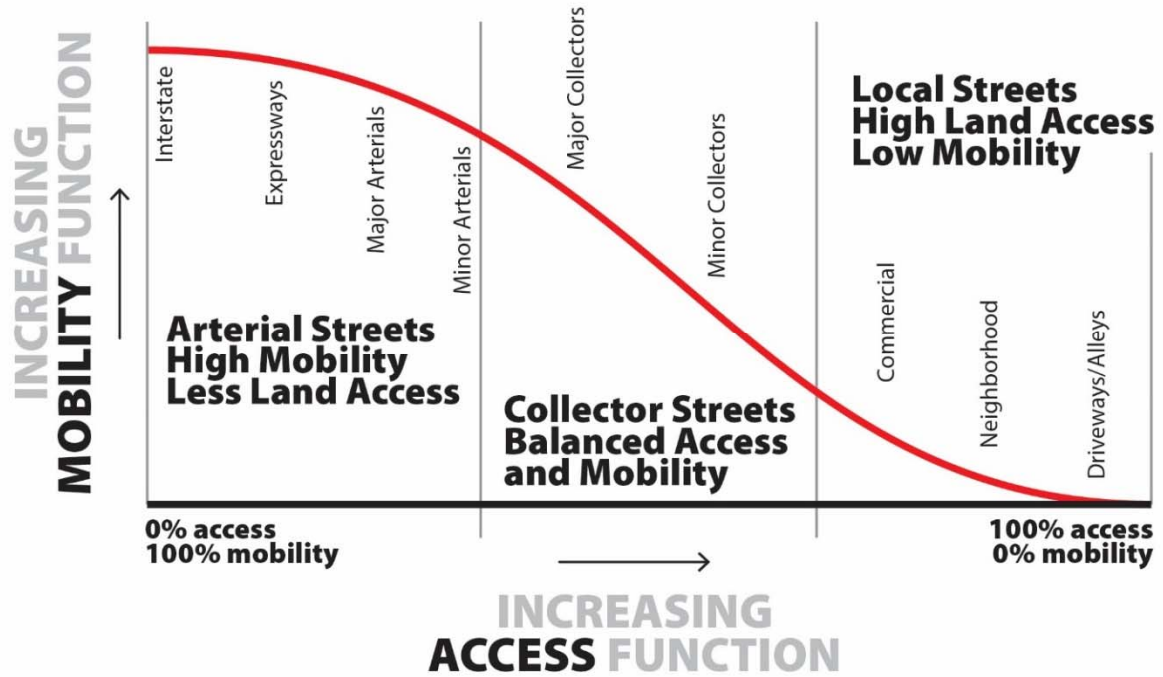 INCREASING
MOBILITY FUNCTION
Interstate
Expressways
Major Arterials
Minor Arterials
Major Collectors
Minor Collectors
Commercial
Neighborhood
Driveways/Alleys
Arterial Streets
High Mobility
Less Land Access
Collector Streets
Balanced Access
and Mobility
Local Streets
High Land Access
Low Mobility
0% access
100% mobility
100% access
0% mobility
INCREASING
ACCESS FUNCTION